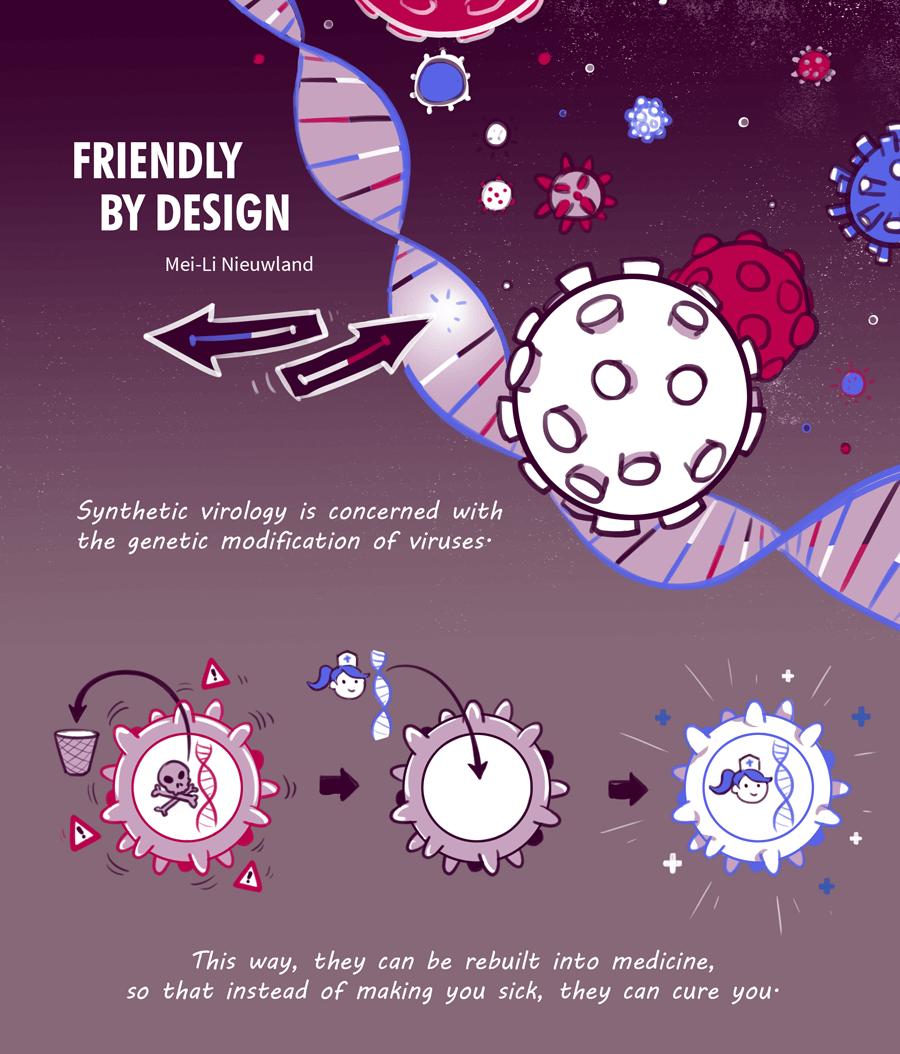 FRIENDLY
BY DESIGN
Mei-Li Nieuwland
Synthetic virology is concerned with
the genetic modification of viruses.
This way, they can be rebuilt into medicine,
so that instead of making you sick, they can cure you.